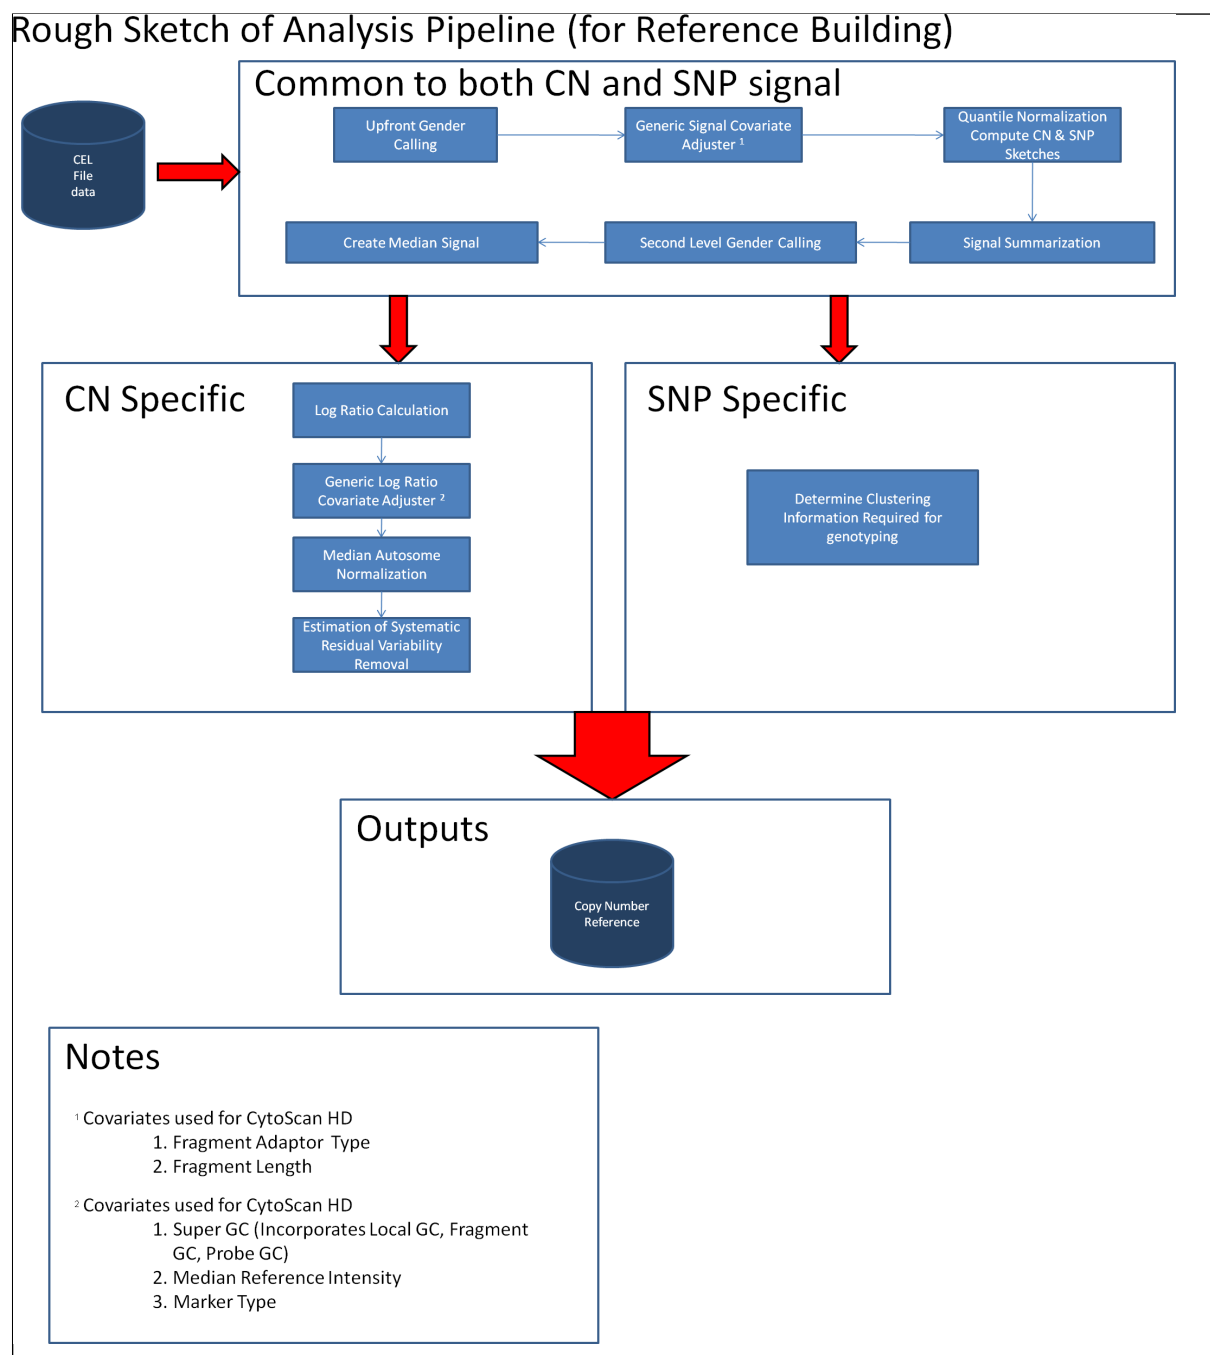 Rough Sketch of Analysis Pipeline (for Reference Building)
Common to both CN and SNP signal
CEL
File
data
Upfront Gender
Calling
Generic Signal Covariate
Adjuster ¹
Quantile Normalization
Compute CN & SNP
Sketches
Create Median Signal
Second Level Gender Calling
Signal Summarization
CN Specific
Log Ratio Calculation
Generic Log Ratio
Covariate Adjuster ²
Median Autosome
Normalization
Estimation of Systematic
Residual Variability
Removal
SNP Specific
Determine Clustering
Information Required for
genotyping
Outputs
Copy Number
Reference
Notes
¹ Covariates used for CytoScan HD
1. Fragment Adaptor Type
2. Fragment Length
² Covariates used for CytoScan HD
1. Super GC (Incorporates Local GC, Fragment
GC, Probe GC)
2. Median Reference Intensity
3. Marker Type